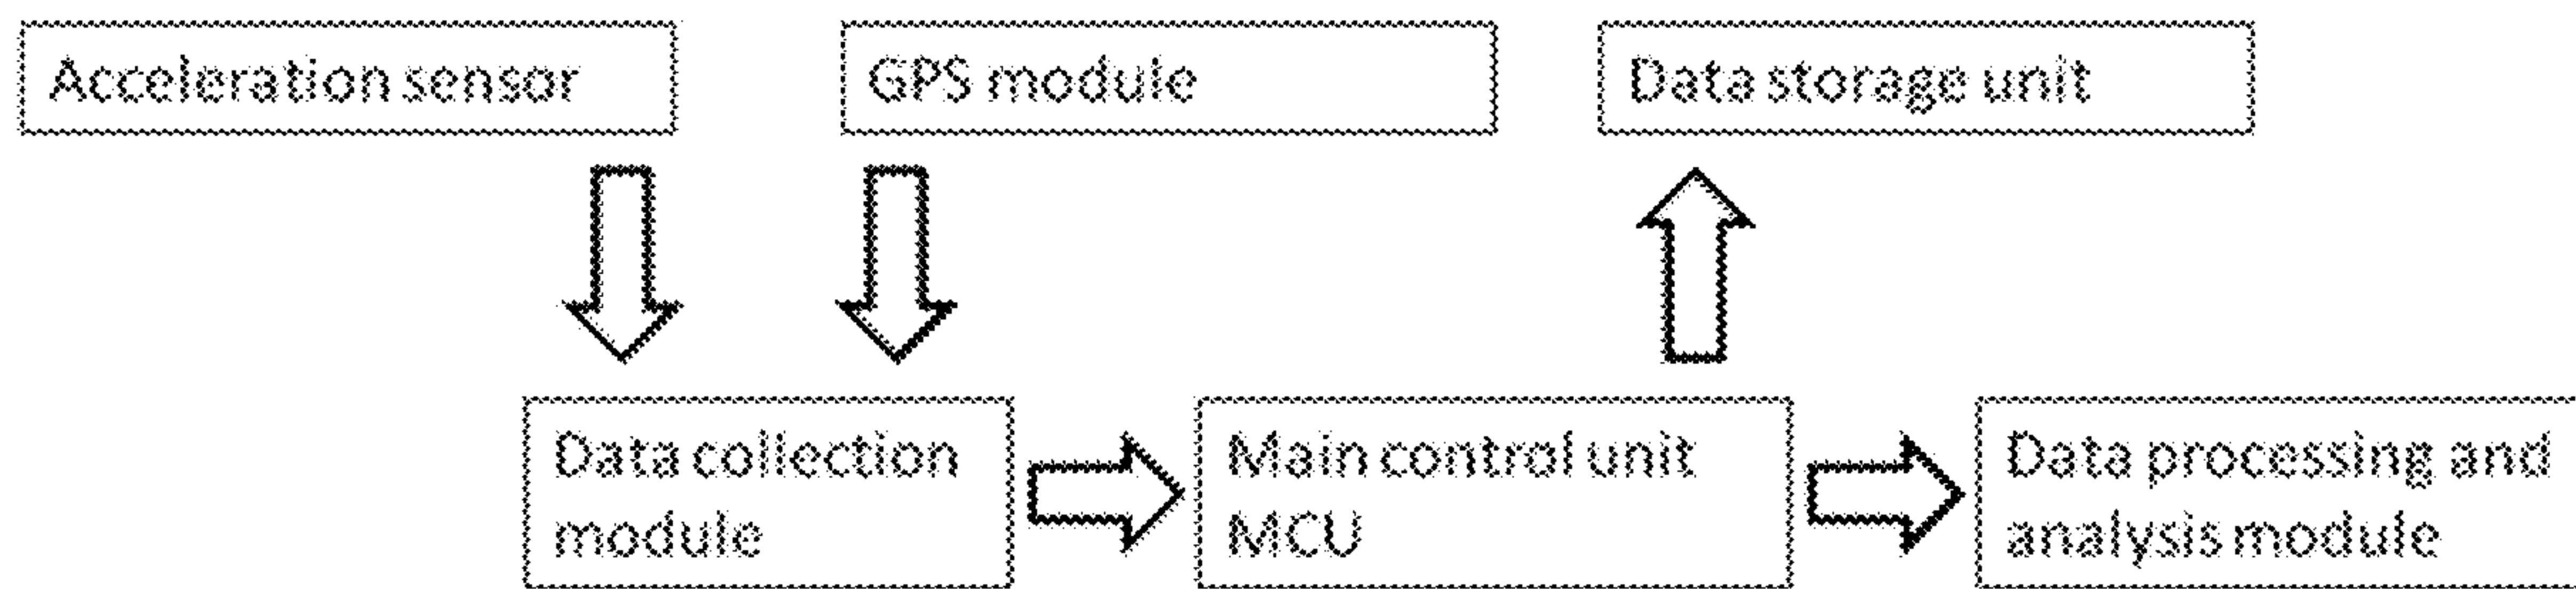 Acceleration sensor
GPS module
Data storage unit
Data collection
module
Main control unit
MCU
Data processing and
analysis module